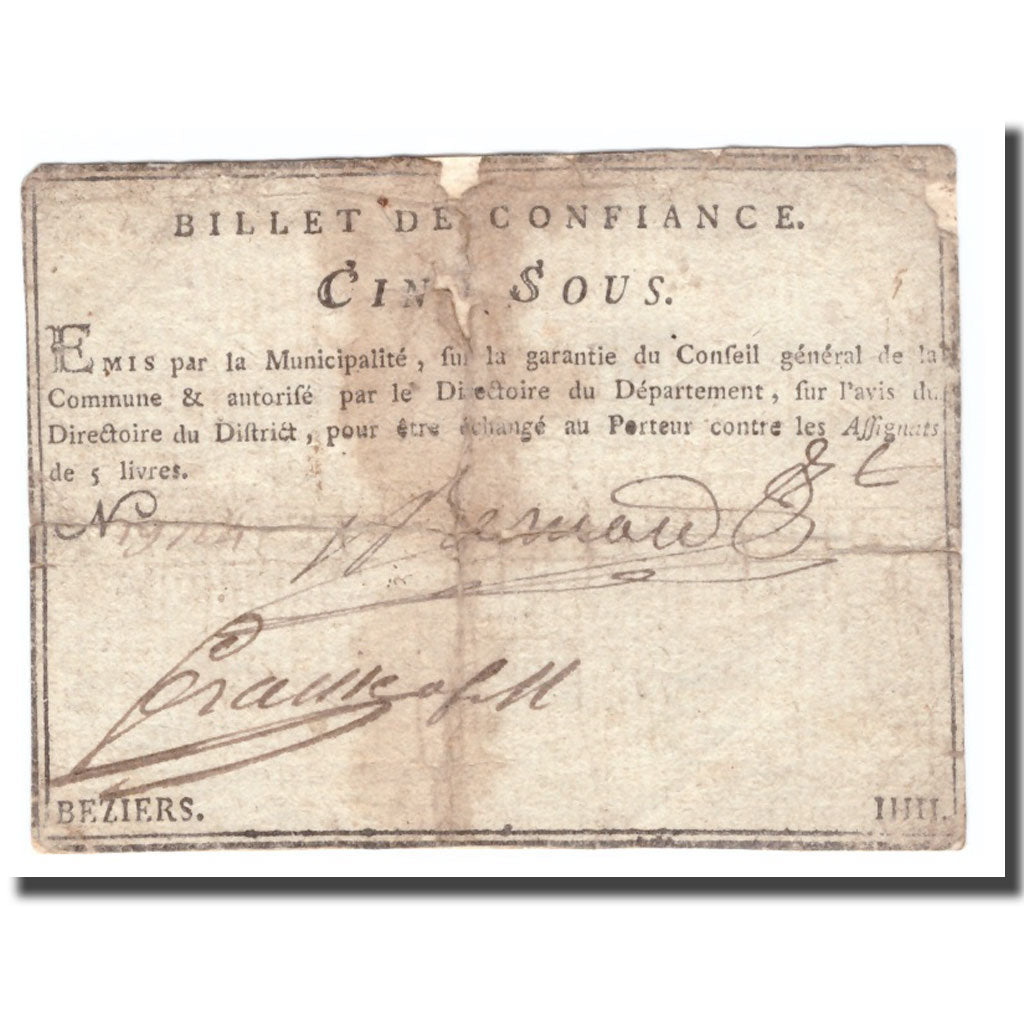 BILLET DE CONFIANCE.
CIN SOUS.
EMIS par la Municipalité, ſur la garantie du Conſeil général de la
Commune & autoriſé par le Directoire du Département, ſur l'avis du
Directoire du Diſtrict, pour être échangé au Porteur contre les Aſſignats
de 5 livres.
N
BEZIERS.
IIIII.